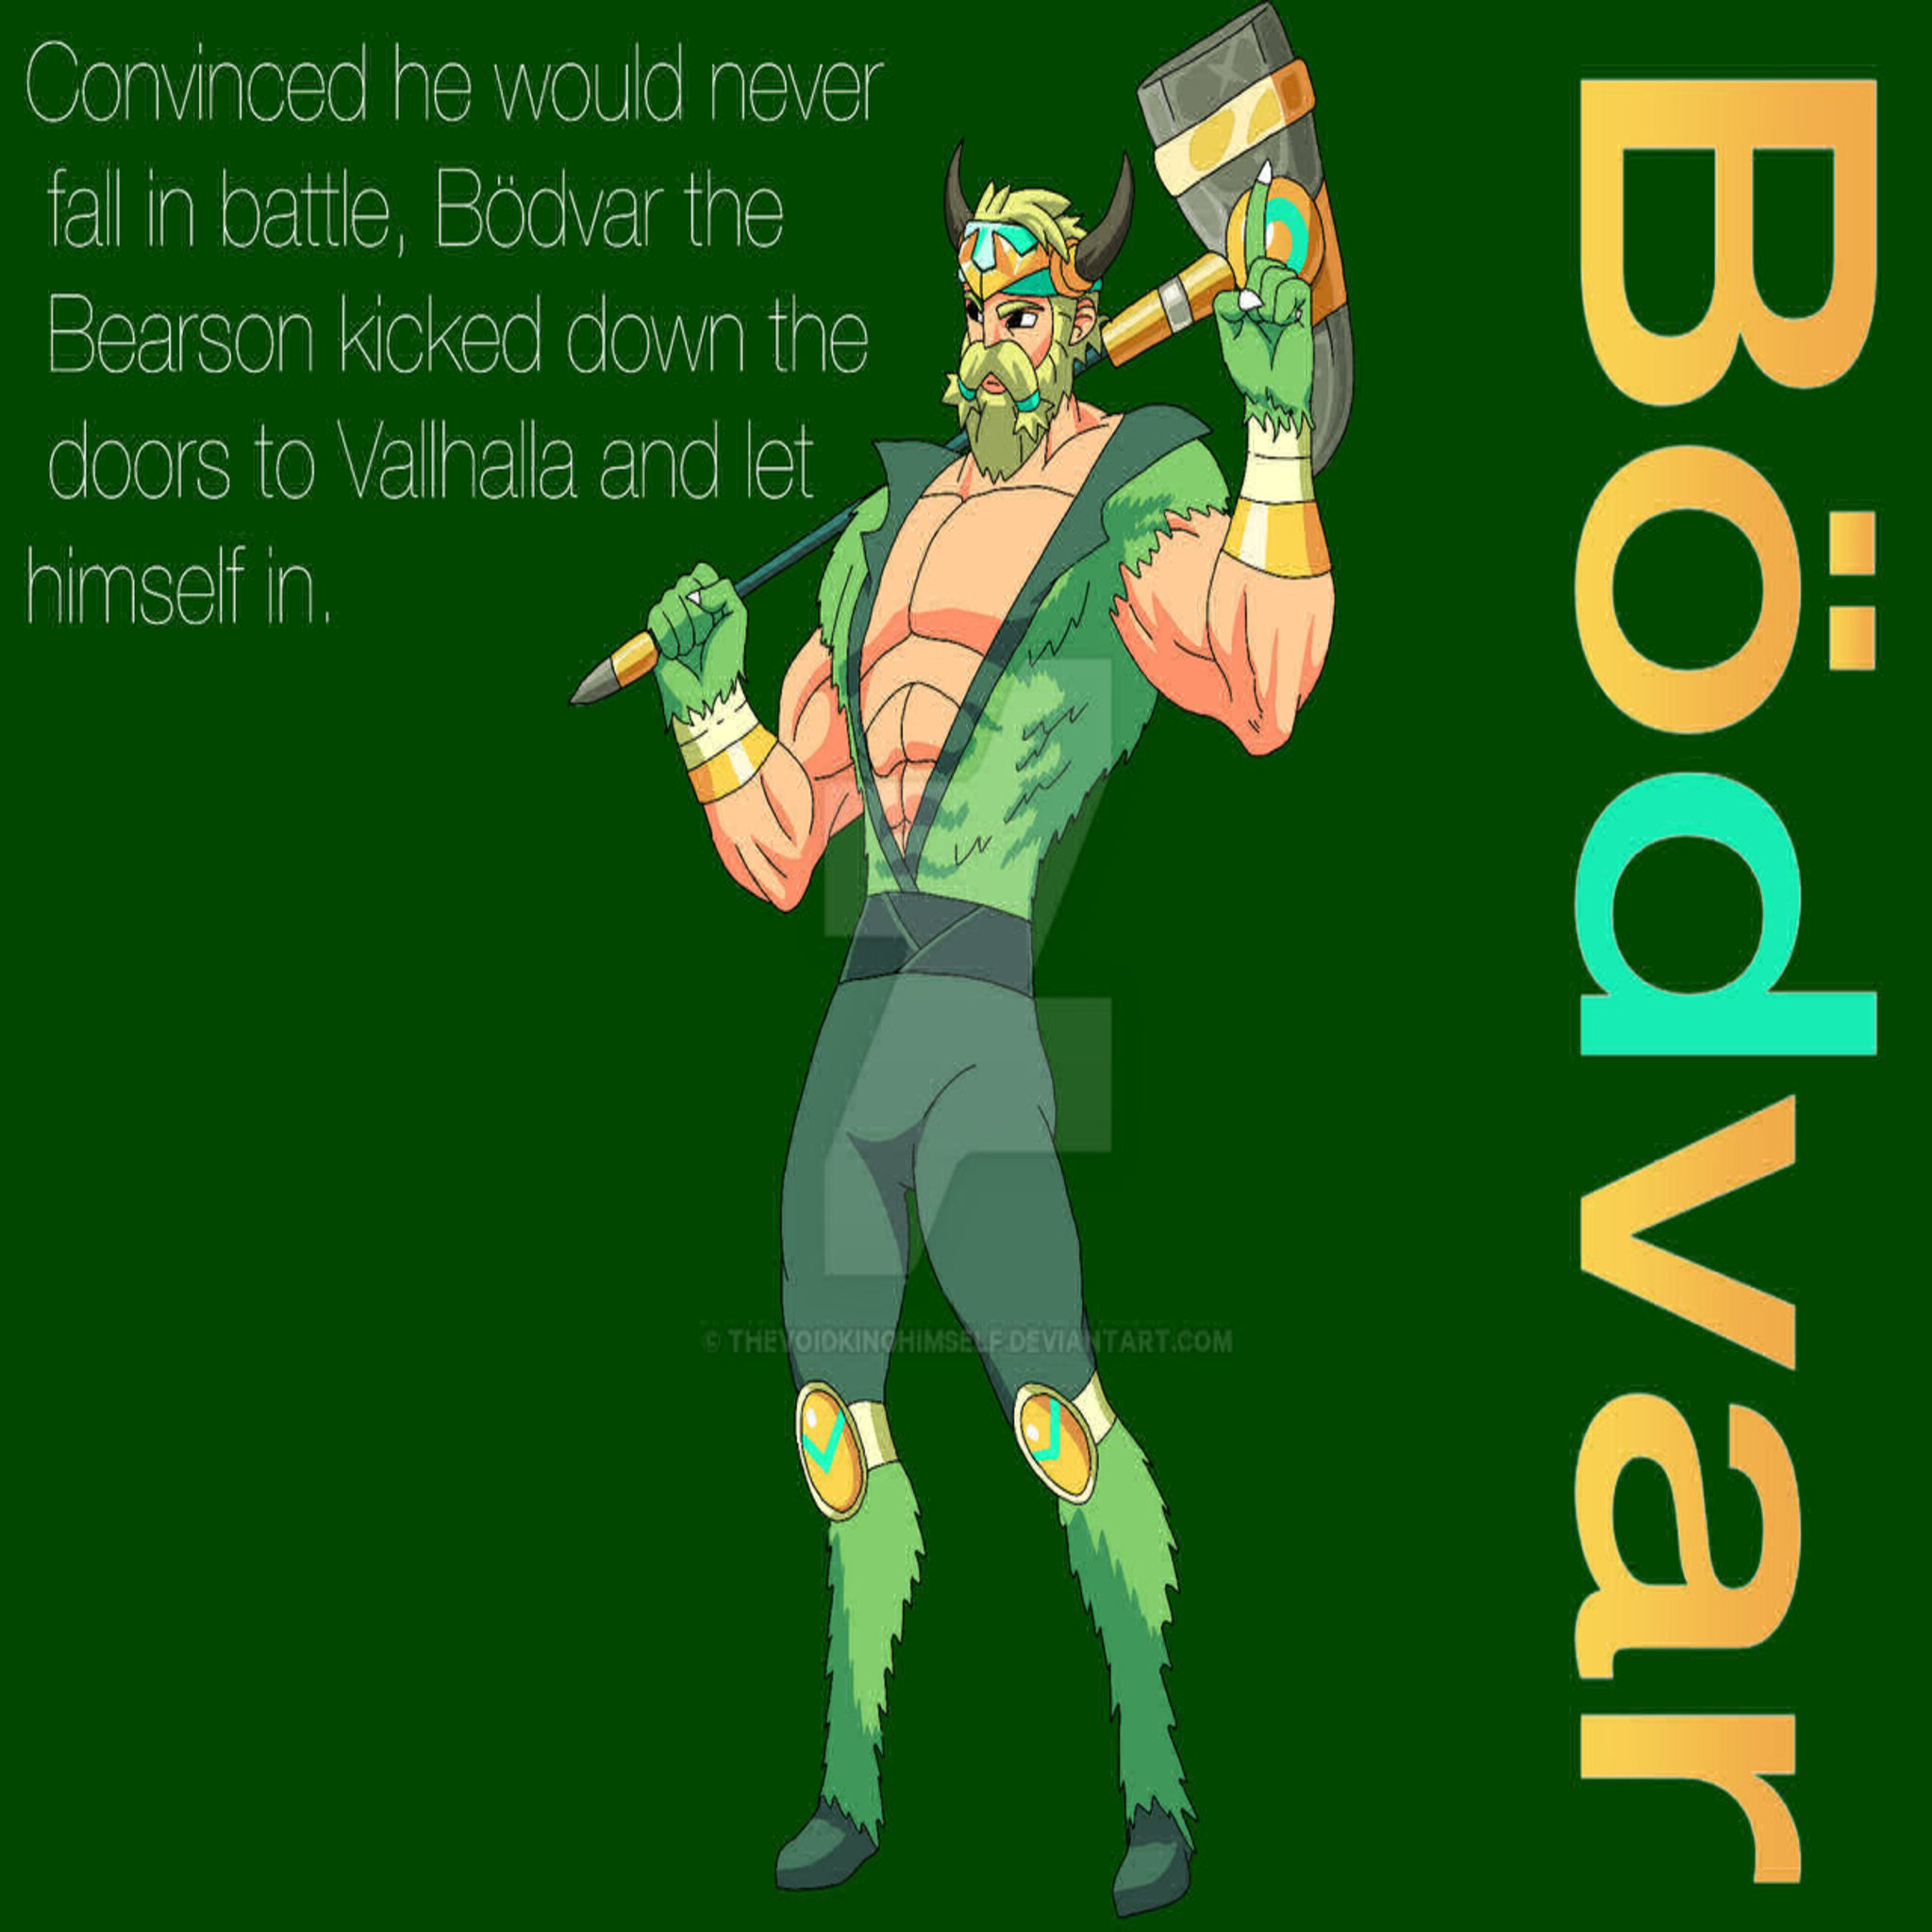 Convinced he would never
fall in battle, Bödvar the
Bearson kicked down the
doors to Vallhalla and let
himself in.
Bödvar
© THEVOIDKINGHIMSELF.DEVIANTART.COM